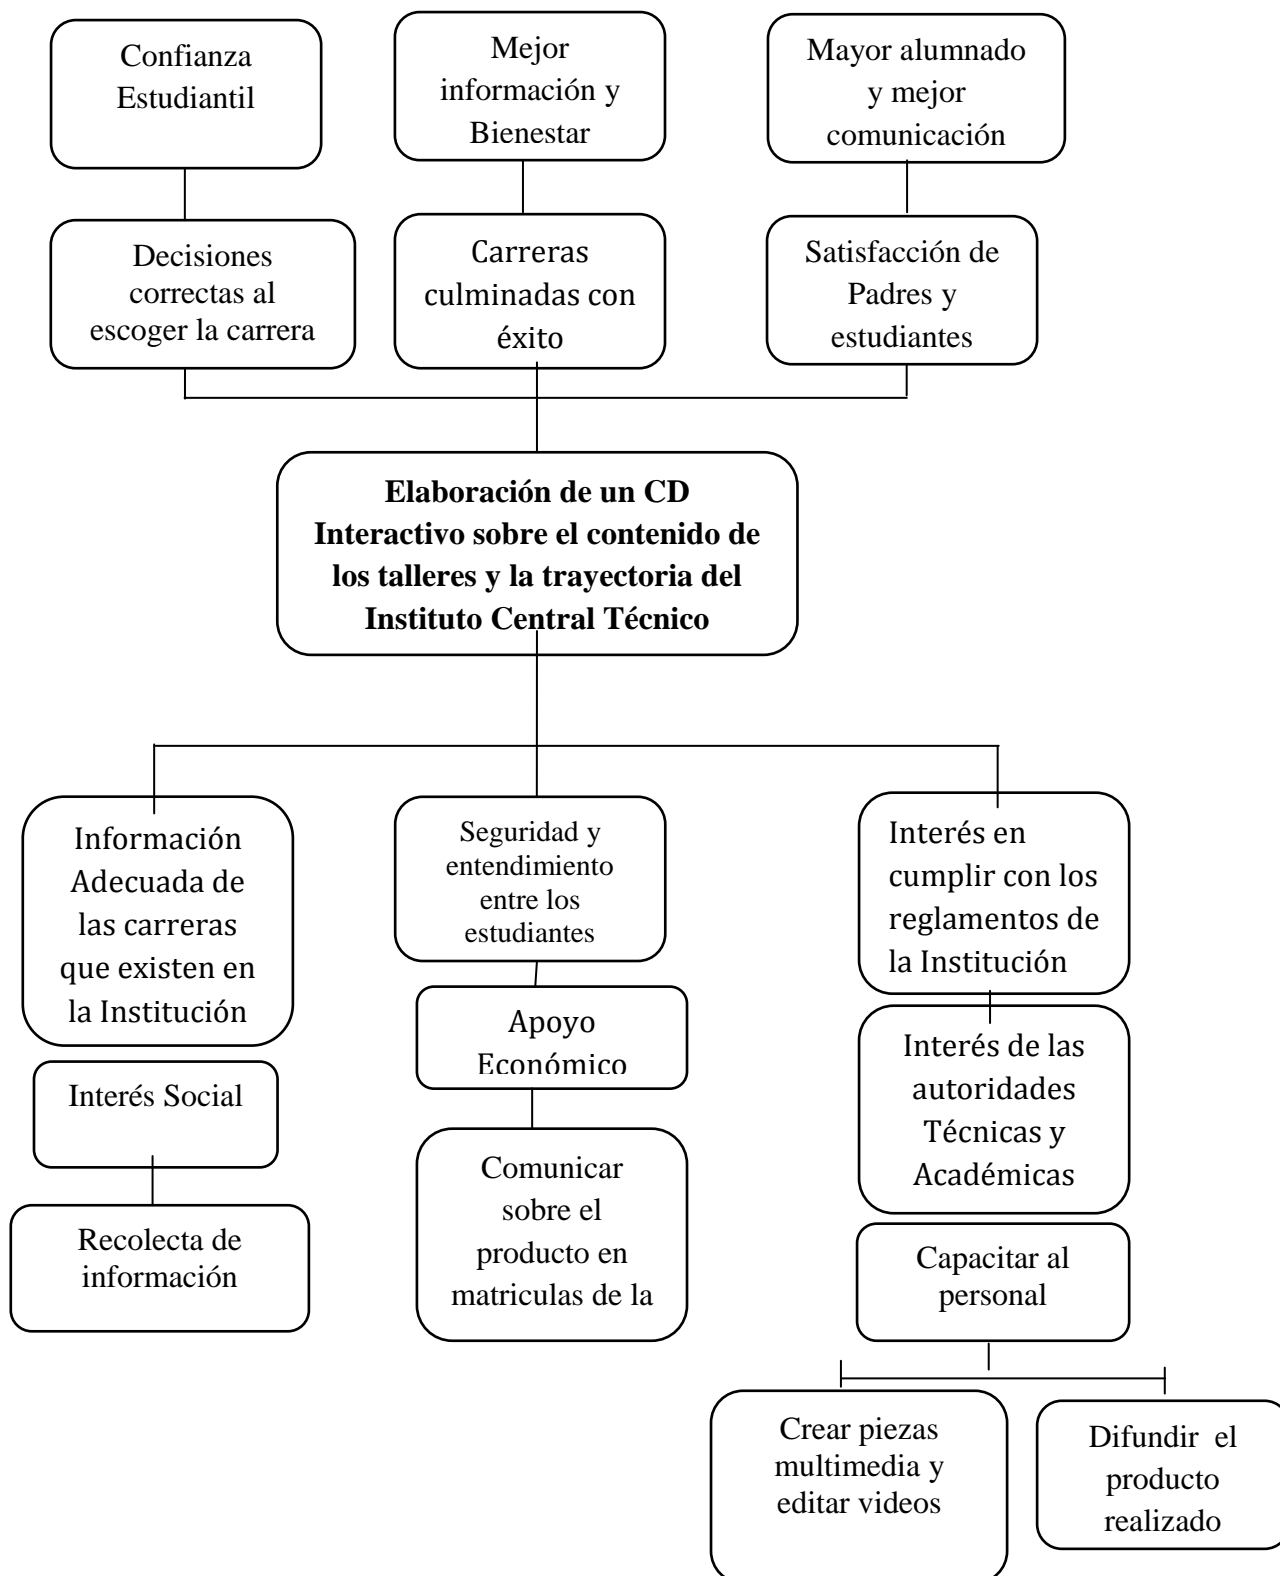 Confianza
Estudiantil
Mejor
información y
Bienestar
Mayor alumnado
y mejor
comunicación
Decisiones
correctas al
escoger la carrera
Carreras
culminadas con
éxito
Satisfacción de
Padres y
estudiantes
Elaboración de un CD
Interactivo sobre el contenido de
los talleres y la trayectoria del
Instituto Central Técnico
Información
Adecuada de
las carreras
que existen en
la Institución
Seguridad y
entendimiento
entre los
estudiantes
Interés en
cumplir con los
reglamentos de
la Institución
Interés Social
Apoyo
Económico
Interés de las
autoridades
Técnicas y
Académicas
Recolecta de
información
Comunicar
sobre el
producto en
matriculas de la
Capacitar al
personal
Crear piezas
multimedia y
editar videos
Difundir  el
producto
realizado